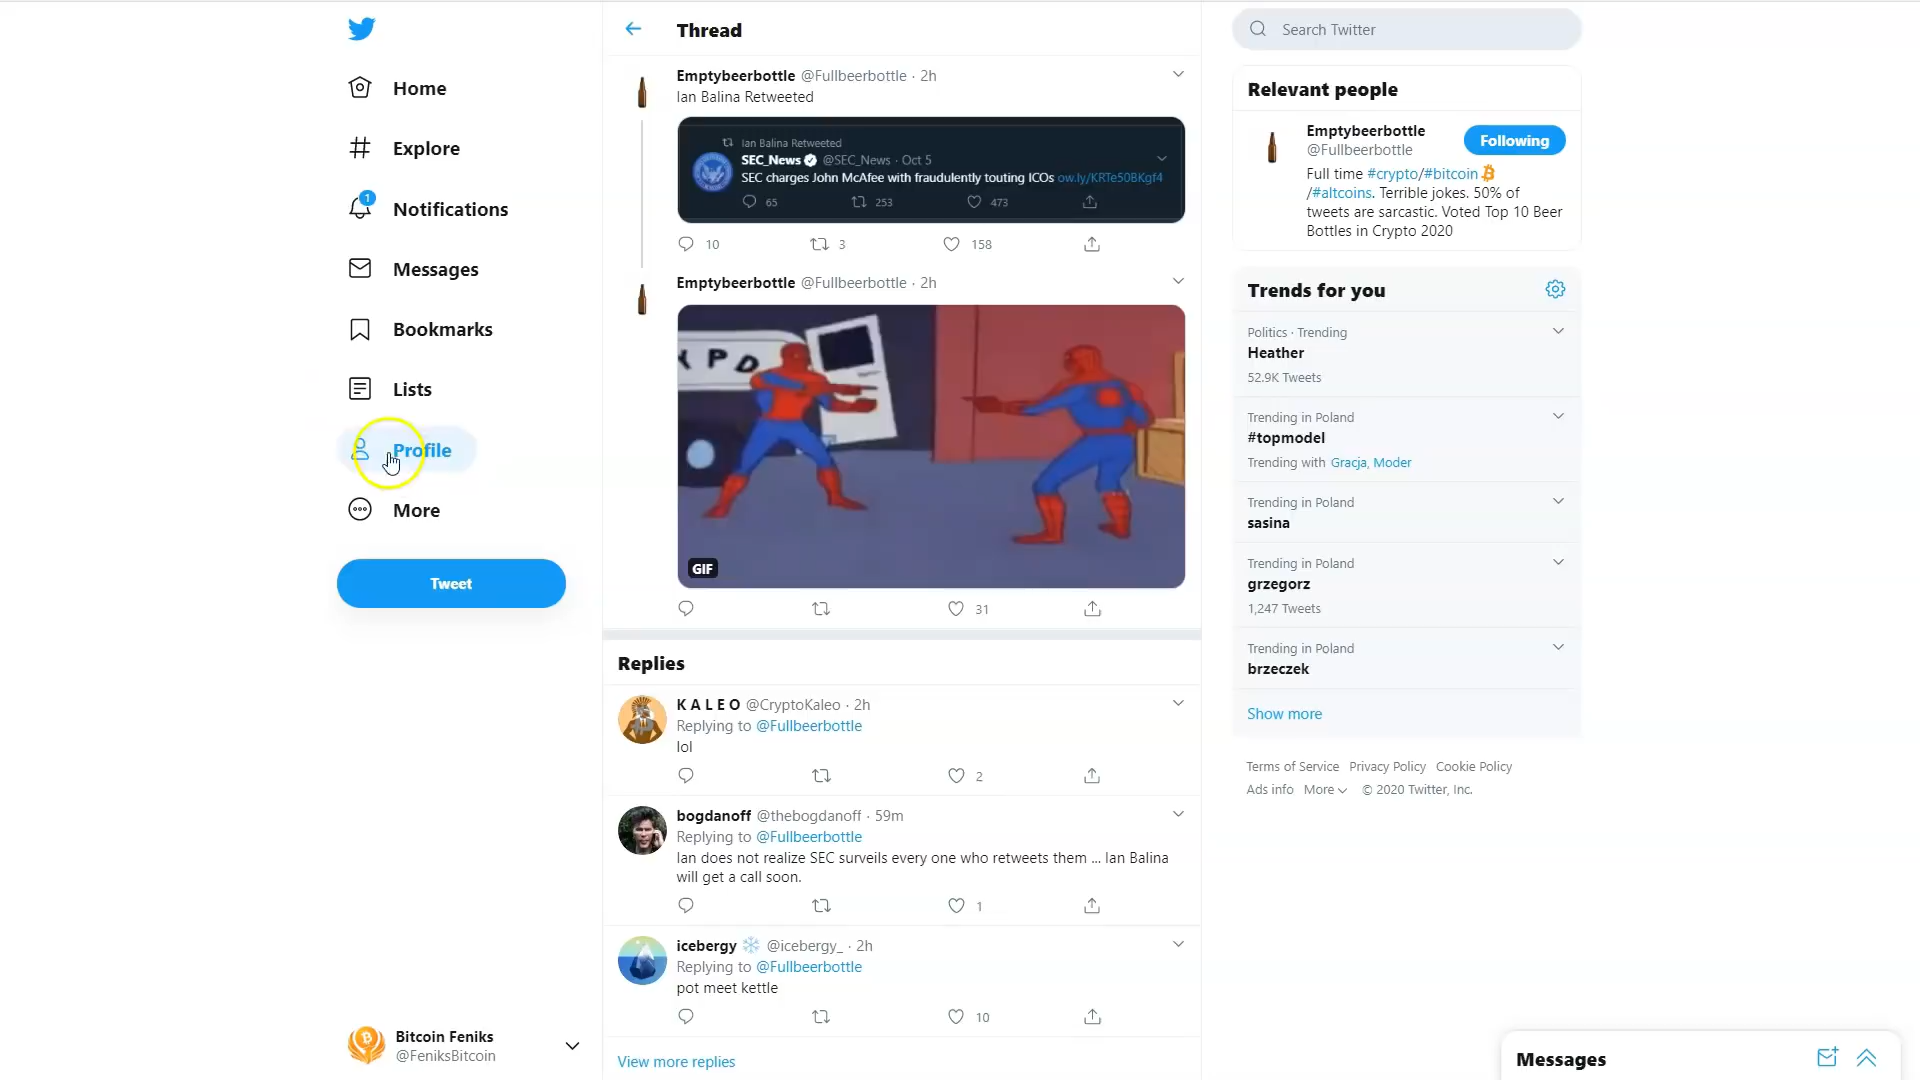 Home
Explore
1
Notifications
Messages
Bookmarks
Lists
Profile
More
Tweet
Bitcoin Feniks
@FeniksBitcoin
Thread
Emptybeerbottle @Fullbeerbottle · 2h
Ian Balina Retweeted
Ian Balina Retweeted
SEC_News @SEC_News · Oct 5
SEC charges John McAfee with fraudulently touting ICOs ow.ly/KRTe50BKgf4
65 253 473
10 3 158
Emptybeerbottle @Fullbeerbottle · 2h
YPD
GIF
31
Replies
K A L E O @CryptoKaleo · 2h
Replying to @Fullbeerbottle
lol
2
bogdanoff @thebogdanoff · 59m
Replying to @Fullbeerbottle
Ian does not realize SEC surveils every one who retweets them ... Ian Balina
will get a call soon.
1
icebergy ❄️ @icebergy_ · 2h
Replying to @Fullbeerbottle
pot meet kettle
10
View more replies
Search Twitter
Relevant people
Emptybeerbottle
@Fullbeerbottle
Following
Full time #crypto/#bitcoin
/#altcoins. Terrible jokes. 50% of
tweets are sarcastic. Voted Top 10 Beer
Bottles in Crypto 2020
Trends for you
Politics · Trending
Heather
52.9K Tweets
Trending in Poland
#topmodel
Trending with Gracja, Moder
Trending in Poland
sasina
Trending in Poland
grzegorz
1,247 Tweets
Trending in Poland
brzeczek
Show more
Terms of Service Privacy Policy Cookie Policy
Ads info More © 2020 Twitter, Inc.
Messages